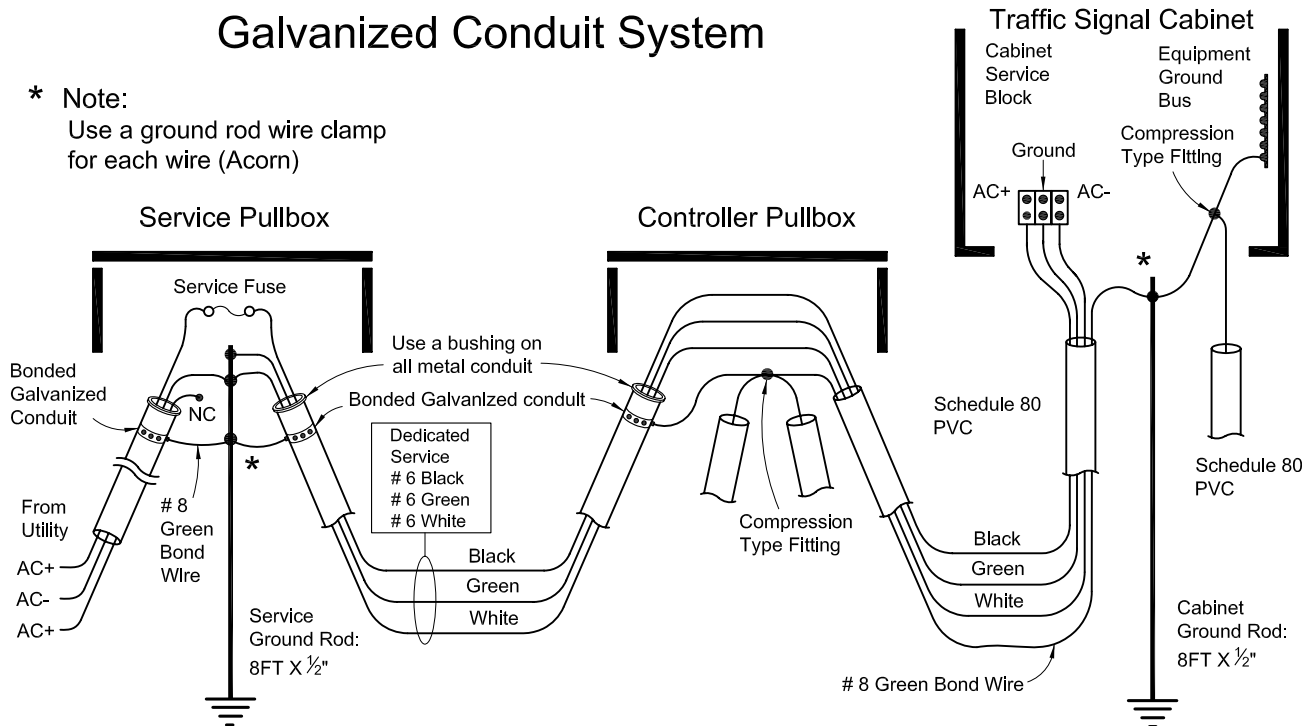 Galvanized Conduit System
* Note:
Use a ground rod wire clamp
for each wire (Acorn)
Traffic Signal Cabinet
Cabinet
Service
Block
Equipment
Ground
Bus
Compression
Type Fitting
Ground
AC+
AC-
Service Pullbox
Controller Pullbox
*
Service Fuse
Use a bushing on
all metal conduit
Bonded
Galvanized
Conduit
NC
Bonded Galvanized conduit
*
Dedicated
Service
# 6 Black
# 6 Green
# 6 White
Schedule 80
PVC
Schedule 80
PVC
From
Utility
# 8
Green
Bond
Wire
Compression
Type Fitting
AC+
AC-
AC+
Black
Green
White
Black
Green
White
Service
Ground Rod:
8FT X ½"
Cabinet
Ground Rod:
8FT X ½"
# 8 Green Bond Wire